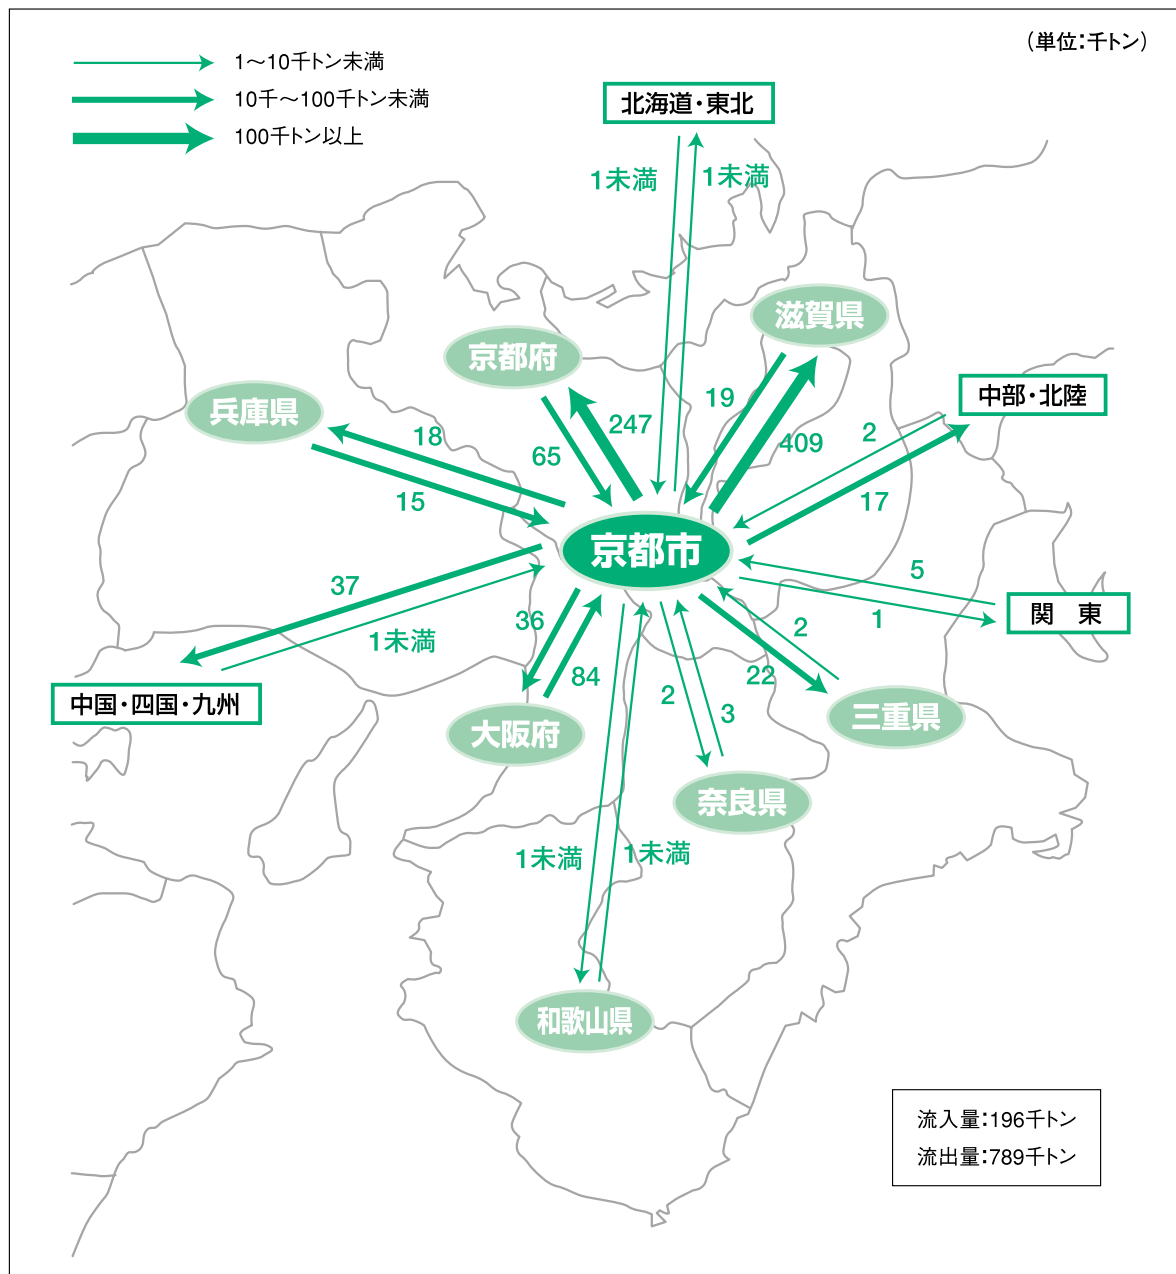 (単位:千トン)
1〜10千トン未満
10千〜100千トン未満
100千トン以上
北海道・東北
1未満
1未満
滋賀県
京都府
中部・北陸
兵庫県
19
247
409
2
18
65
15
17
京都市
5
37
関　東
1
36
2
1未満
84
22
2
3
中国・四国・九州
大阪府
三重県
奈良県
1未満
1未満
和歌山県
流入量:196千トン
流出量:789千トン